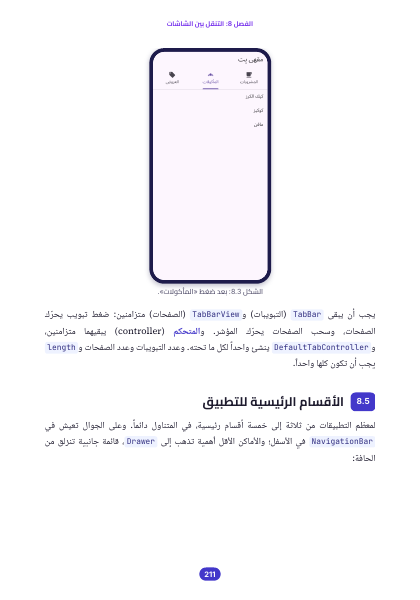 الفصل 8: التنقل بين الشاشات
مقهى بِت
المشروبات
المأكولات
العروض
كيك الكرز
كوكيز
مافن
الشكل 8.3: بعد ضغط «المأكولات».
يجب أن يبقى TabBar (التبويبات) و TabBarView (الصفحات) متزامنين: ضغط تبويب يحرّك
الصفحات، وسحب الصفحات يحرّك المؤشر. والمتحكم (controller) يبقيهما متزامنين،
و DefaultTabController ينشئ واحداً لكل ما تحته. وعدد التبويبات وعدد الصفحات و length
يجب أن تكون كلها واحداً.
8.5 الأقسام الرئيسية للتطبيق
لمعظم التطبيقات من ثلاثة إلى خمسة أقسام رئيسية، في المتناول دائماً. وعلى الجوال تعيش في
NavigationBar في الأسفل؛ والأماكن الأقل أهمية تذهب إلى Drawer، قائمة جانبية تنزلق من
الحافة:
211